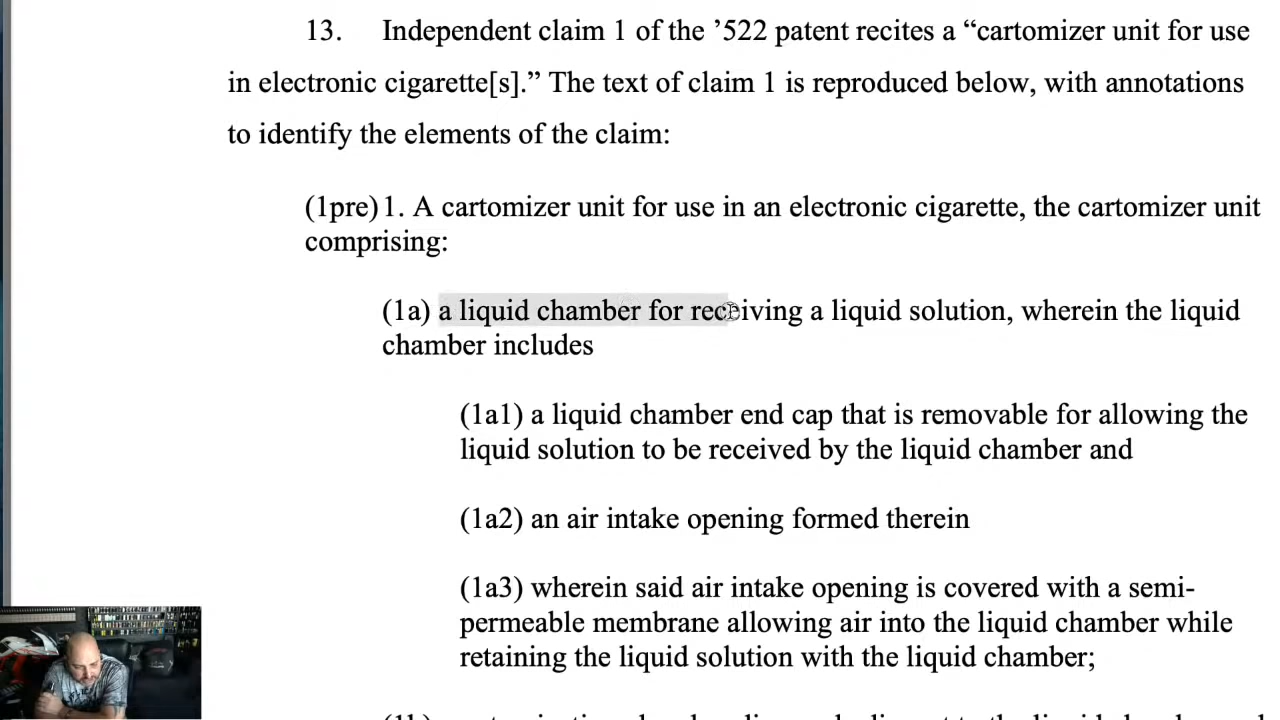 13. Independent claim 1 of the ’522 patent recites a “cartomizer unit for use
in electronic cigarette[s].” The text of claim 1 is reproduced below, with annotations
to identify the elements of the claim:
(1pre) 1. A cartomizer unit for use in an electronic cigarette, the cartomizer unit
comprising:
(1a) a liquid chamber for receiving a liquid solution, wherein the liquid
chamber includes
(1a1) a liquid chamber end cap that is removable for allowing the
liquid solution to be received by the liquid chamber and
(1a2) an air intake opening formed therein
(1a3) wherein said air intake opening is covered with a semi-
permeable membrane allowing air into the liquid chamber while
retaining the liquid solution with the liquid chamber;